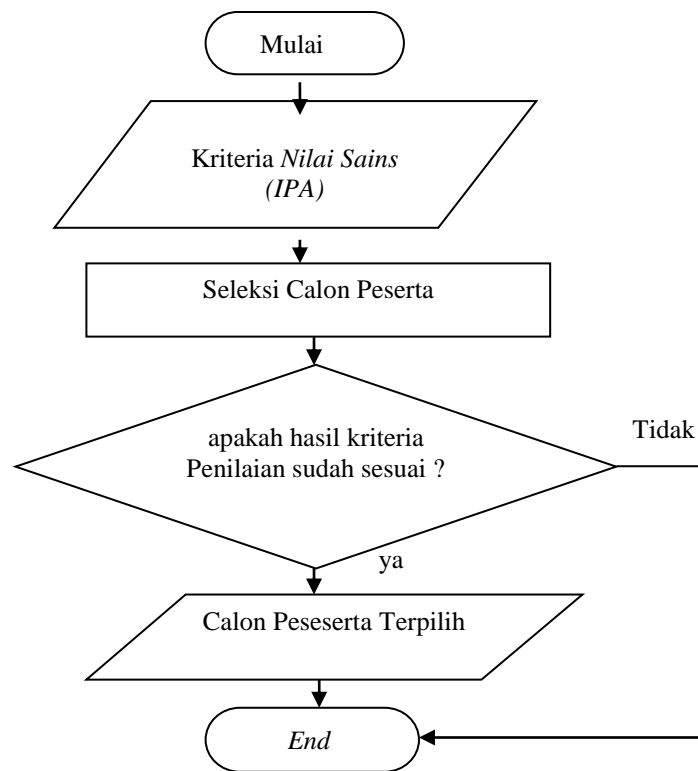 Mulai
Kriteria Nilai Sains
(IPA)
Seleksi Calon Peserta
apakah hasil kriteria
Penilaian sudah sesuai ?
Tidak
ya
Calon Peseserta Terpilih
End